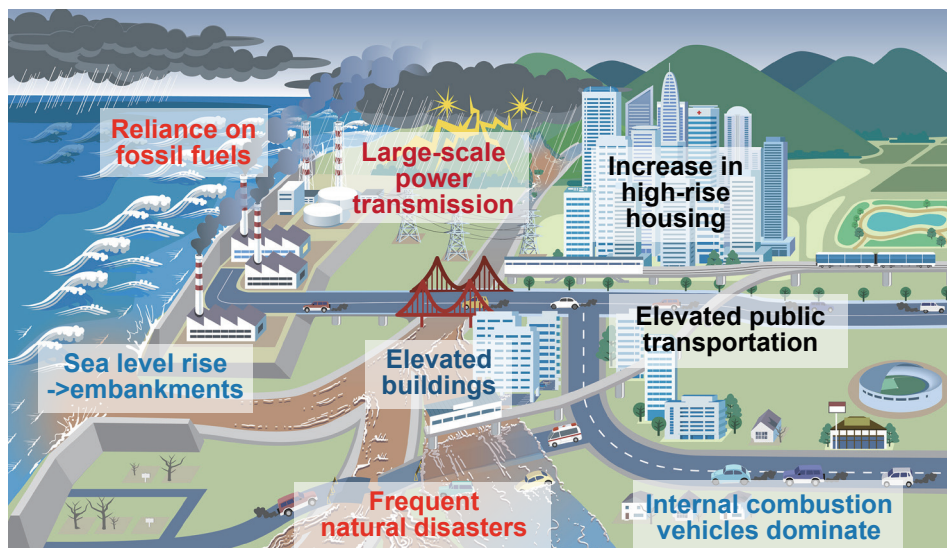 Reliance on
fossil fuels
Large-scale
power
transmission
Increase in
high-rise
housing
Elevated public
transportation
Sea level rise
->embankments
Elevated
buildings
Frequent
natural disasters
Internal combustion
vehicles dominate